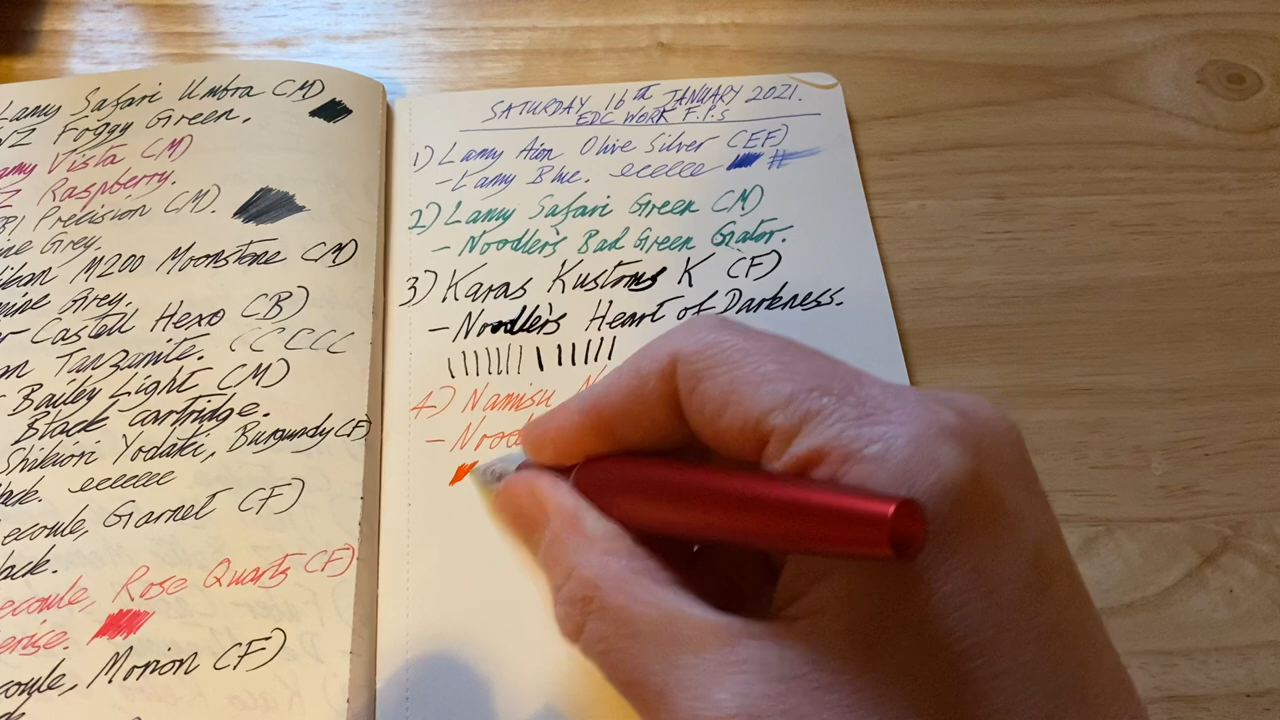 Lamy Safari Umbra (M)
Foggy Green.
Vista (M)
Raspberry.
Precision (M).
Grey.
M200 Moonstone (M)
Grey.
Castell Hexo (B)
Tanzanite. CCCCCC
Bailey Light (M)
Black cartridge.
Shikiori Yodaki, Burgundy (F)
eeeeeee
Garnet (F)
Rose Quartz (F)
Morion (F)
SATURDAY 16th JANUARY 2021.
EDC WORK F.P.s
1) Lamy Aion Olive Silver (EF)
- Lamy Blue. eeeeeee #
2) Lamy Safari Green (M)
- Noodler's Bad Green Gator.
3) Karas Kustoms K (F)
- Noodler's Heart of Darkness.
4) Namisu N
- Nood